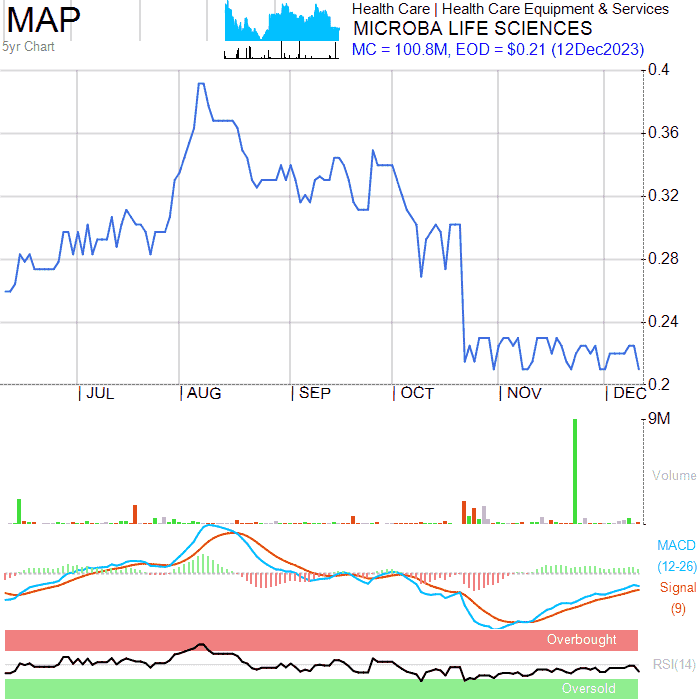 MAP
5yr Chart
Health Care | Health Care Equipment & Services
MICROBA LIFE SCIENCES
MC = 100.8M, EOD = $0.21 (12Dec2023)
0.4
0.36
0.32
0.28
0.24
0.2
| JUL | AUG | SEP | OCT | NOV | DEC
9M
Volume
MACD
(12-26)
Signal
(9)
Overbought
RSI(14)
Oversold